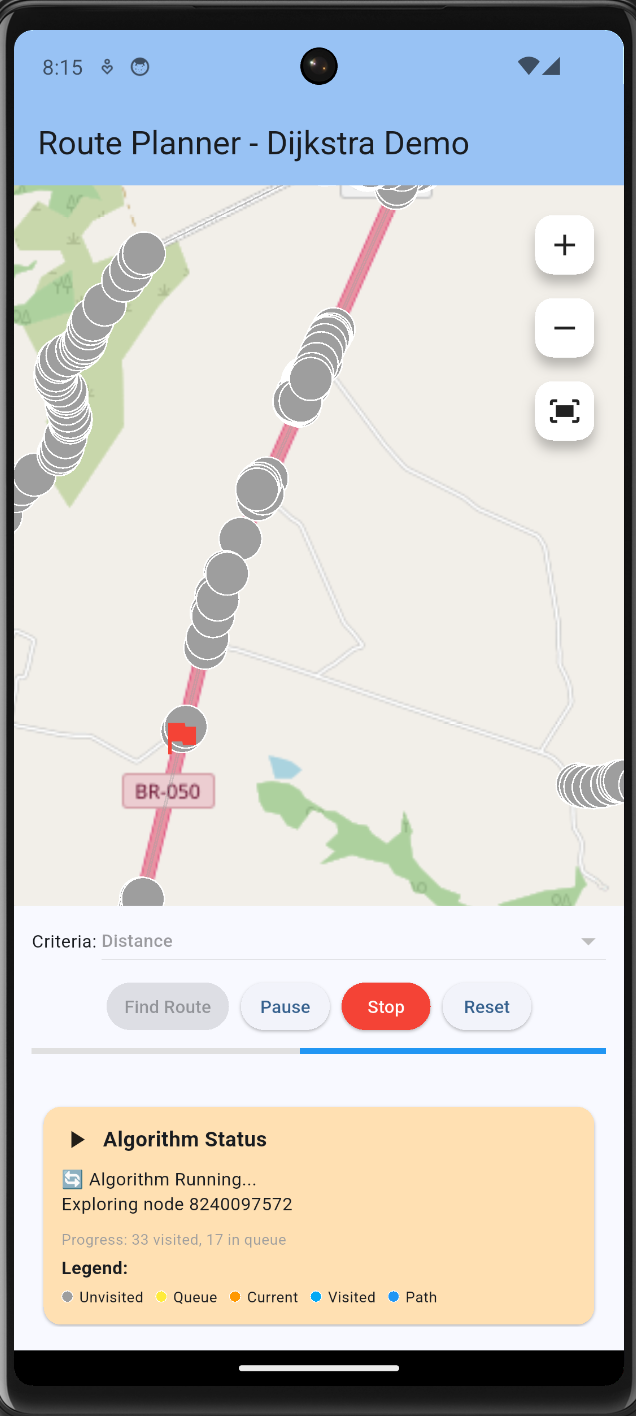 8:15
Route Planner - Dijkstra Demo
BR-050
Criteria: Distance
Find Route Pause Stop Reset
Algorithm Status
Algorithm Running...
Exploring node 8240097572
Progress: 33 visited, 17 in queue
Legend:
Unvisited Queue Current Visited Path